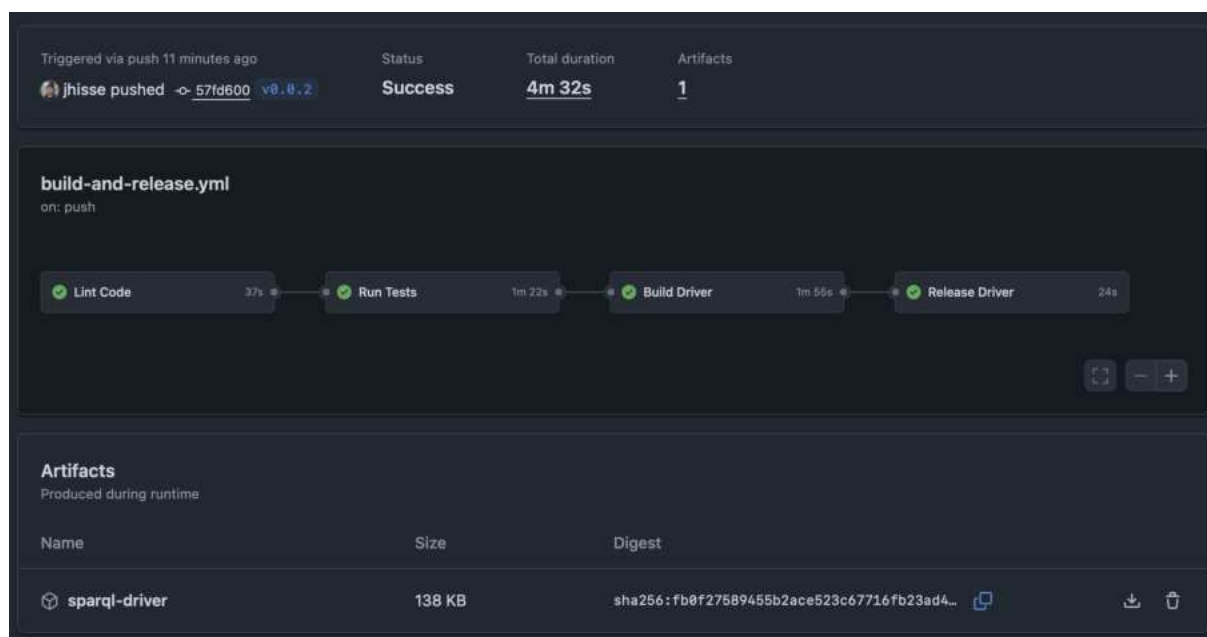 Triggered via push 11 minutes ago
Status
Total duration
Artifacts
jhisse pushed 57fd600 v0.0.2
Success
4m 32s
1
build-and-release.yml
on: push
Lint Code 37s
Run Tests 1m 22s
Build Driver 1m 55s
Release Driver 24s
Artifacts
Produced during runtime
Name Size Digest
sparql-driver 138 KB sha256:fb0f27589455b2ace523c67716fb23ad4…